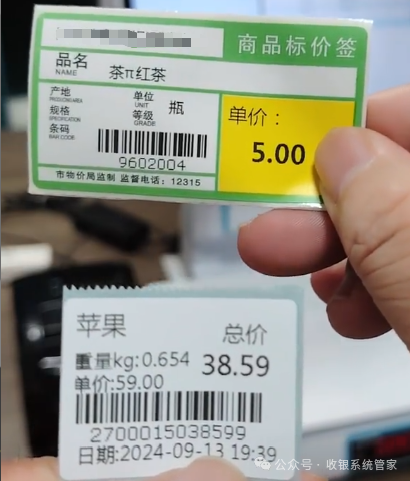 商品标价签
品名 茶π红茶
NAME
产地 单位 瓶
PRODUCING AREA UNIT
规格 等级
SPECIFICATION GRADE
条码
BAR CODE
9602004
单价：
5.00
市物价局监制 监督电话：12315
苹果 总价
重量kg:0.654 38.59
单价:59.00
2700015038599
日期:2024-09-13 19:39
公众号·收银系统管家